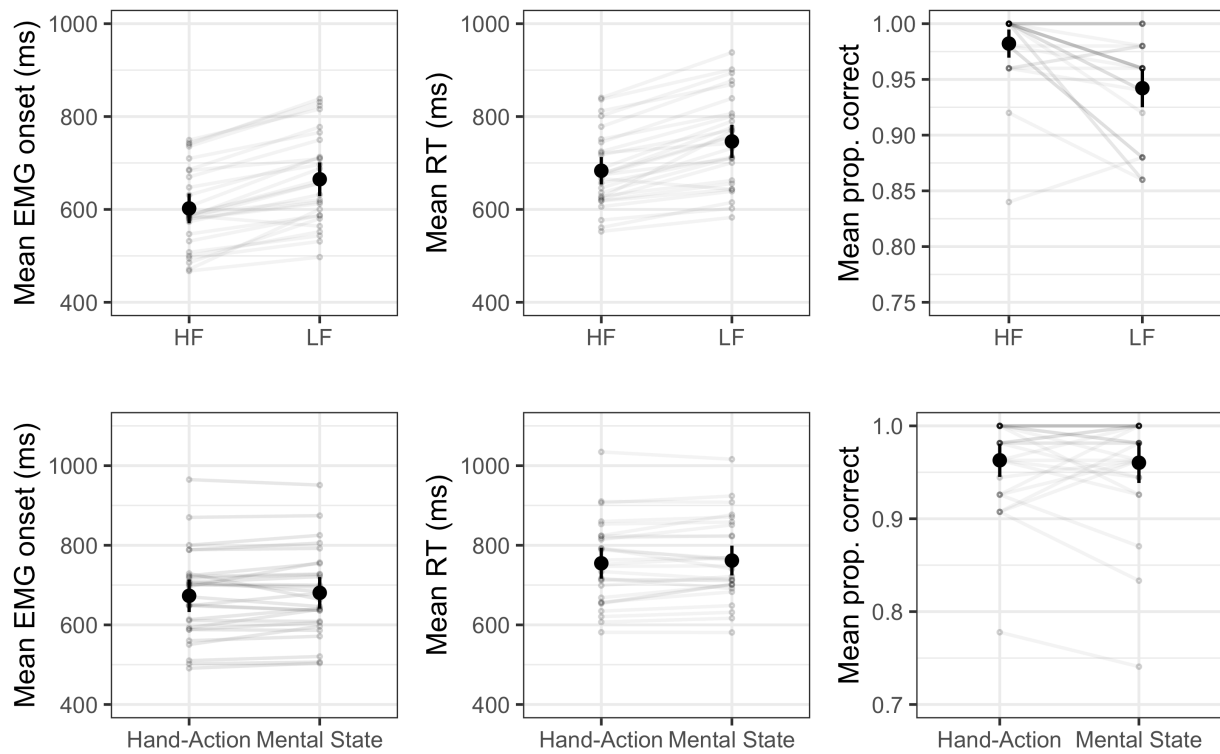 Mean EMG onset (ms)
1000
800
600
400
HF
LF
Mean RT (ms)
1000
800
600
400
HF
LF
Mean prop. correct
1.00
0.95
0.90
0.85
0.80
0.75
HF
LF
Mean EMG onset (ms)
1000
800
600
400
Hand-Action
Mental State
Mean RT (ms)
1000
800
600
400
Hand-Action
Mental State
Mean prop. correct
1.0
0.9
0.8
0.7
Hand-Action
Mental State